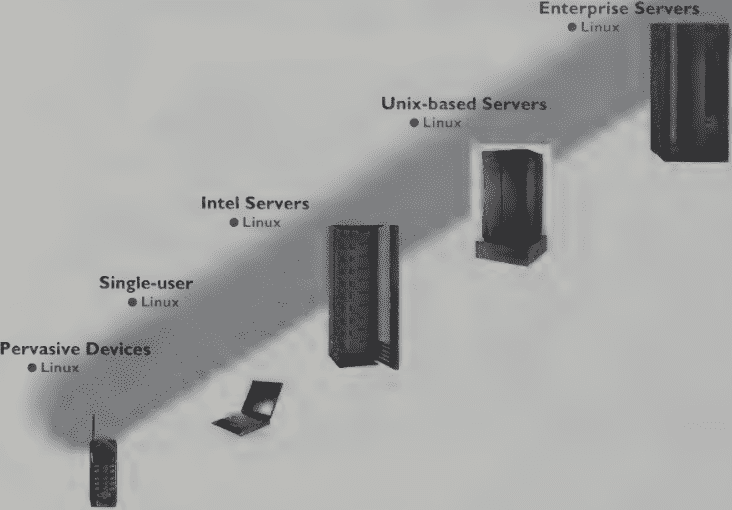 Enterprise Servers
Linux
Unix-based Servers
Linux
Intel Servers
Linux
Single-user
Linux
Pervasive Devices
Linux